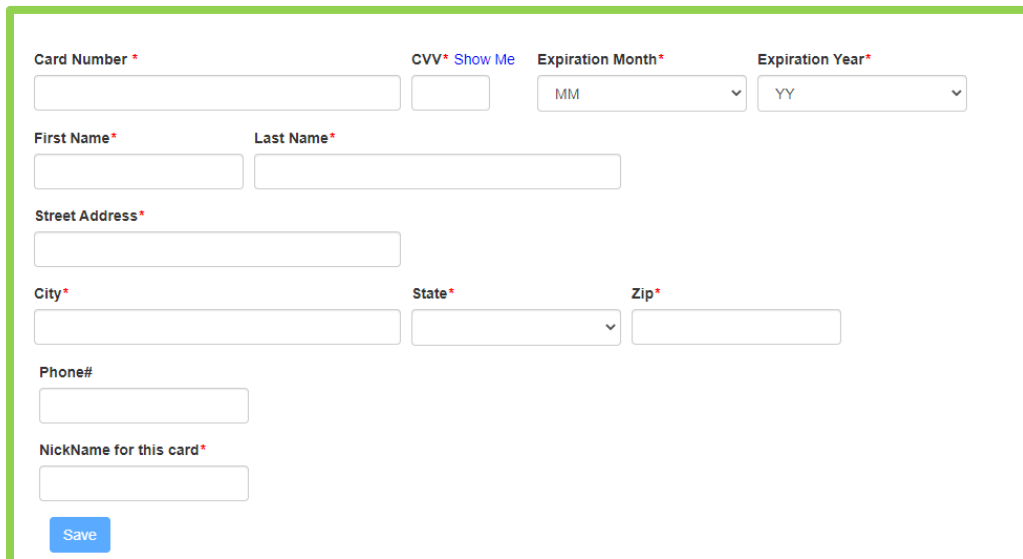 Card Number * CVV* Show Me Expiration Month* Expiration Year*
MM YY
First Name* Last Name*
Street Address*
City* State* Zip*
Phone#
NickName for this card*
Save